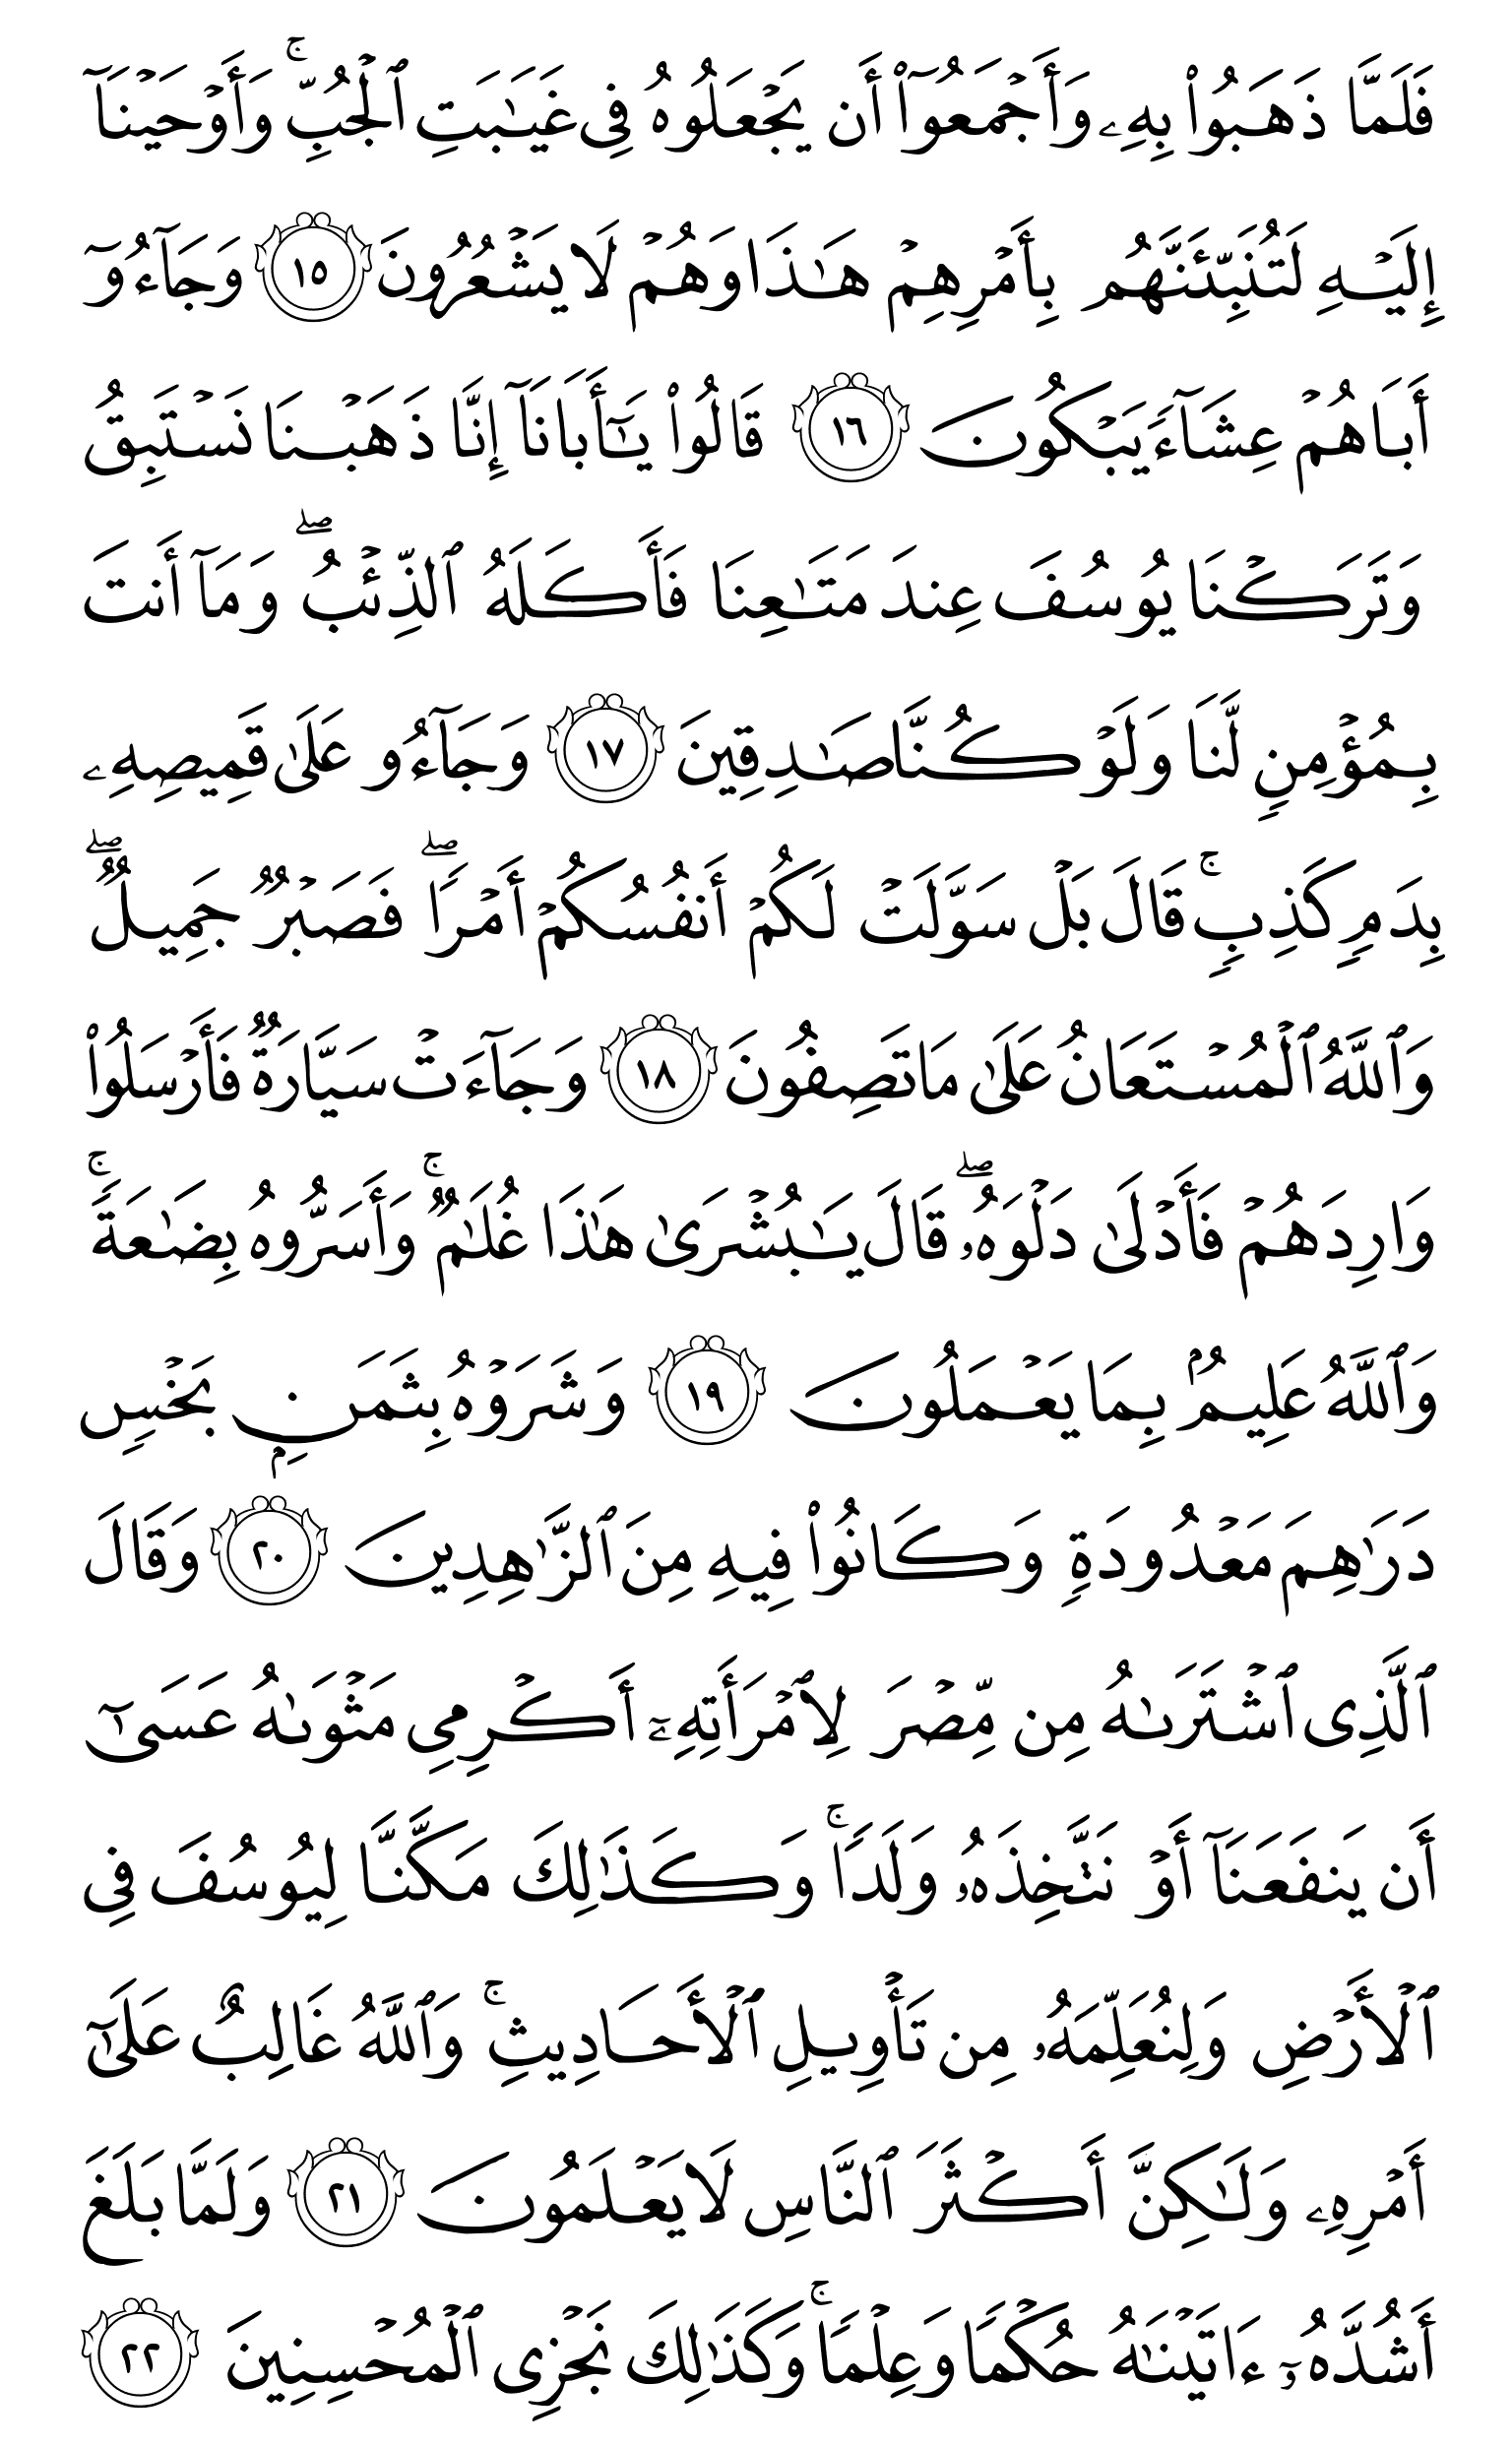 فَلَمَّا ذَهَبُوا۟ بِهِۦ وَأَجْمَعُوٓا۟ أَن يَجْعَلُوهُ فِى غَيَـٰبَتِ ٱلْجُبِّ ۚ وَأَوْحَيْنَآ
إِلَيْهِ لَتُنَبِّئَنَّهُم بِأَمْرِهِمْ هَـٰذَا وَهُمْ لَا يَشْعُرُونَ ١٥ وَجَآءُوٓ
أَبَاهُمْ عِشَآءً يَبْكُونَ ١٦ قَالُوا۟ يَـٰٓأَبَانَآ إِنَّا ذَهَبْنَا نَسْتَبِقُ
وَتَرَكْنَا يُوسُفَ عِندَ مَتَـٰعِنَا فَأَكَلَهُ ٱلذِّئْبُ ۖ وَمَآ أَنتَ
بِمُؤْمِنٍ لَّنَا وَلَوْ كُنَّا صَـٰدِقِينَ ١٧ وَجَآءُو عَلَىٰ قَمِيصِهِۦ
بِدَمٍ كَذِبٍ ۚ قَالَ بَلْ سَوَّلَتْ لَكُمْ أَنفُسُكُمْ أَمْرًا ۖ فَصَبْرٌ جَمِيلٌ ۖ
وَٱللَّهُ ٱلْمُسْتَعَانُ عَلَىٰ مَا تَصِفُونَ ١٨ وَجَآءَتْ سَيَّارَةٌ فَأَرْسَلُوا۟
وَارِدَهُمْ فَأَدْلَىٰ دَلْوَهُۥ ۖ قَالَ يَـٰبُشْرَىٰ هَـٰذَا غُلَـٰمٌ ۚ وَأَسَرُّوهُ بِضَـٰعَةً ۚ
وَٱللَّهُ عَلِيمٌۢ بِمَا يَعْمَلُونَ ١٩ وَشَرَوْهُ بِثَمَنٍۭ بَخْسٍ
دَرَٰهِمَ مَعْدُودَةٍ وَكَانُوا۟ فِيهِ مِنَ ٱلزَّٰهِدِينَ ٢٠ وَقَالَ
ٱلَّذِى ٱشْتَرَىٰهُ مِن مِّصْرَ لِٱمْرَأَتِهِۦٓ أَكْرِمِى مَثْوَىٰهُ عَسَىٰٓ
أَن يَنفَعَنَآ أَوْ نَتَّخِذَهُۥ وَلَدًا ۚ وَكَذَٰلِكَ مَكَّنَّا لِيُوسُفَ فِى
ٱلْأَرْضِ وَلِنُعَلِّمَهُۥ مِن تَأْوِيلِ ٱلْأَحَادِيثِ ۚ وَٱللَّهُ غَالِبٌ عَلَىٰٓ
أَمْرِهِۦ وَلَـٰكِنَّ أَكْثَرَ ٱلنَّاسِ لَا يَعْلَمُونَ ٢١ وَلَمَّا بَلَغَ
أَشُدَّهُۥٓ ءَاتَيْنَـٰهُ حُكْمًا وَعِلْمًا ۚ وَكَذَٰلِكَ نَجْزِى ٱلْمُحْسِنِينَ ٢٢